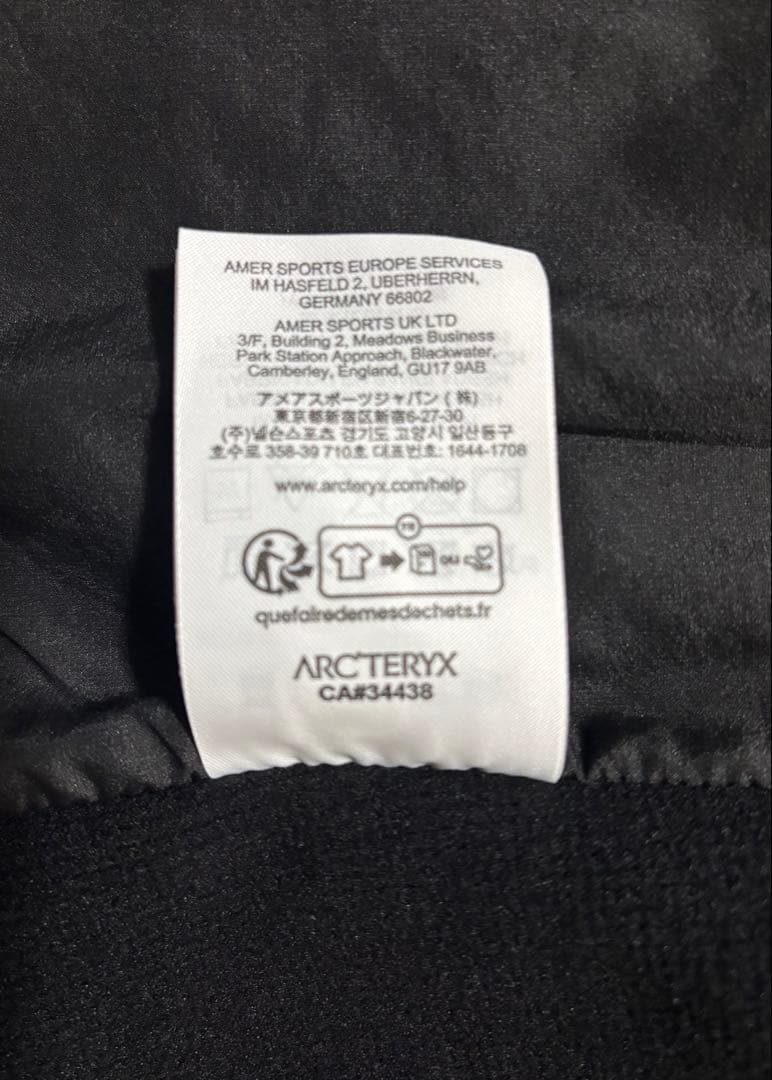 AMER SPORTS EUROPE SERVICES
IM HASFELD 2, UBERHERRN,
GERMANY 66802
AMER SPORTS UK LTD
3/F, Building 2, Meadows Business
Park Station Approach, Blackwater,
Camberley, England, GU17 9AB
アメアスポーツジャパン (株)
東京都新宿区新宿6-27-30
(주)넬슨스포츠 경기도 고양시 일산동구
호수로 358-39 710호 대표번호: 1644-1708
www.arcteryx.com/help
OU
quefairedemesdechets.fr
ARC'TERYX
CA#34438